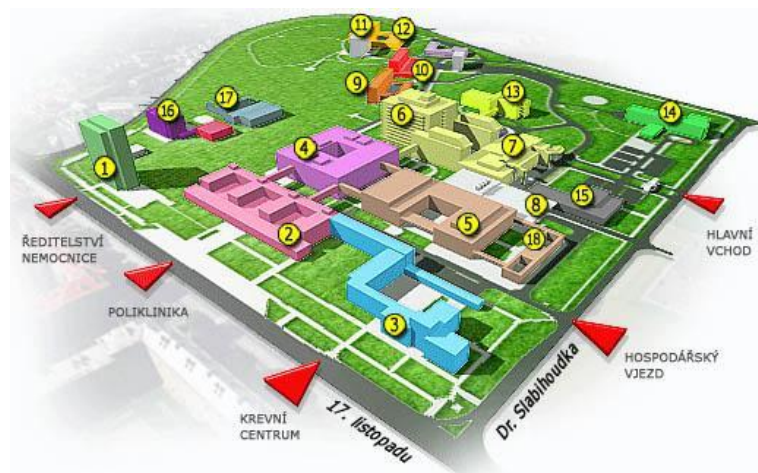 11
12
10
9
13
16
17
6
14
4
7
1
15
8
5
2
18
3
ŘEDITELSTVÍ
NEMOCNICE
HLAVNÍ
VCHOD
POLIKLINIKA
HOSPODÁŘSKÝ
VJEZD
KREVNÍ
CENTRUM
17. listopadu
Dr. Slabihoudka